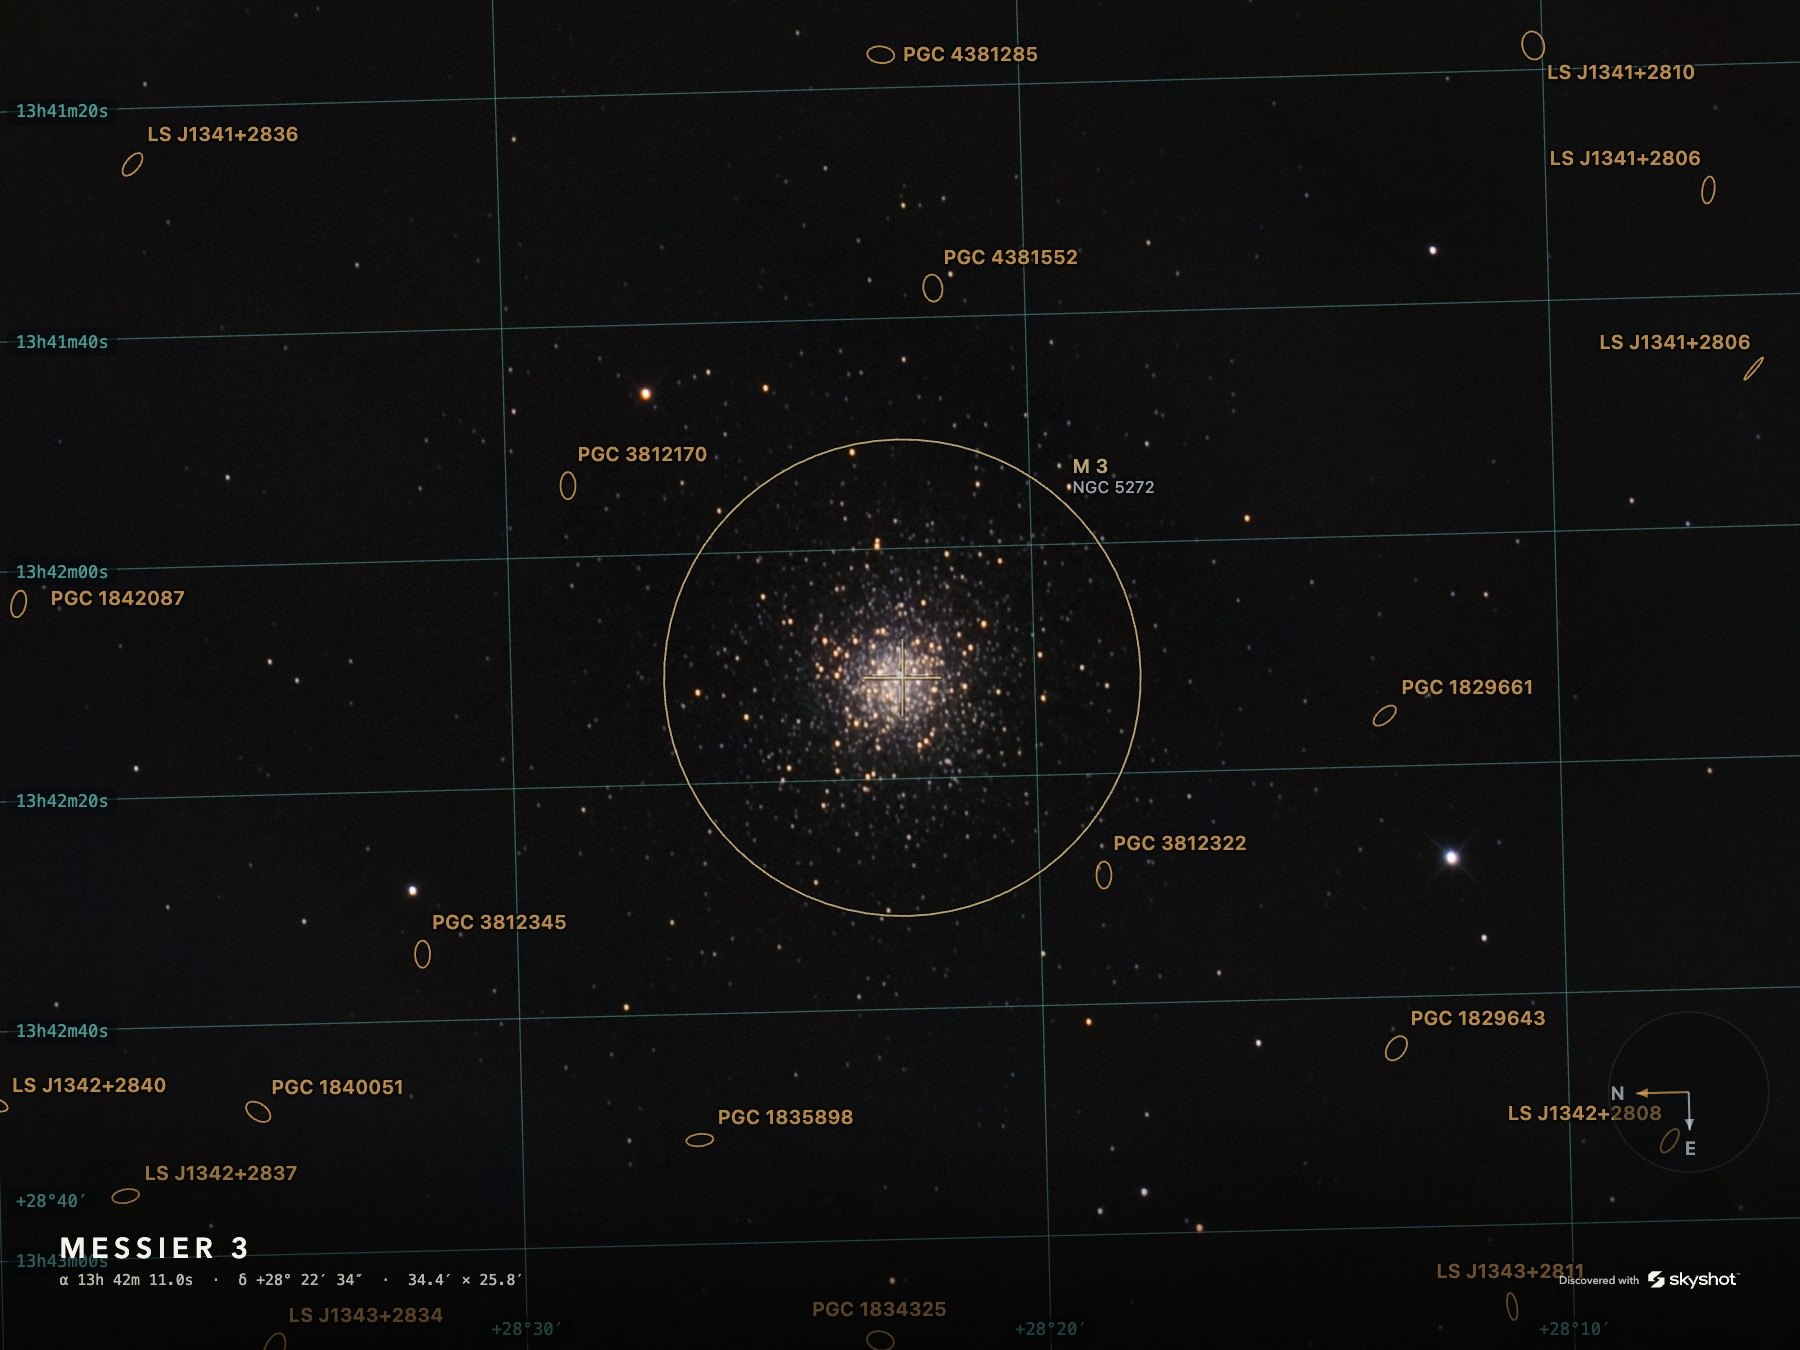 PGC 4381285
LS J1341+2810
13h41m20s
LS J1341+2836
LS J1341+2806
PGC 4381552
13h41m40s
LS J1341+2806
PGC 3812170
M 3
NGC 5272
13h42m00s
PGC 1842087
PGC 1829661
13h42m20s
PGC 3812322
PGC 3812345
PGC 1829643
13h42m40s
LS J1342+2840
PGC 1840051
N
LS J1342+2808
PGC 1835898
E
LS J1342+2837
+28°40′
MESSIER 3
13h43m00s
α 13h 42m 11.0s · δ +28° 22′ 34″ · 34.4′ × 25.8′
LS J1343+2811
Discovered with skyshot
LS J1343+2834
PGC 1834325
+28°30′
+28°20′
+28°10′